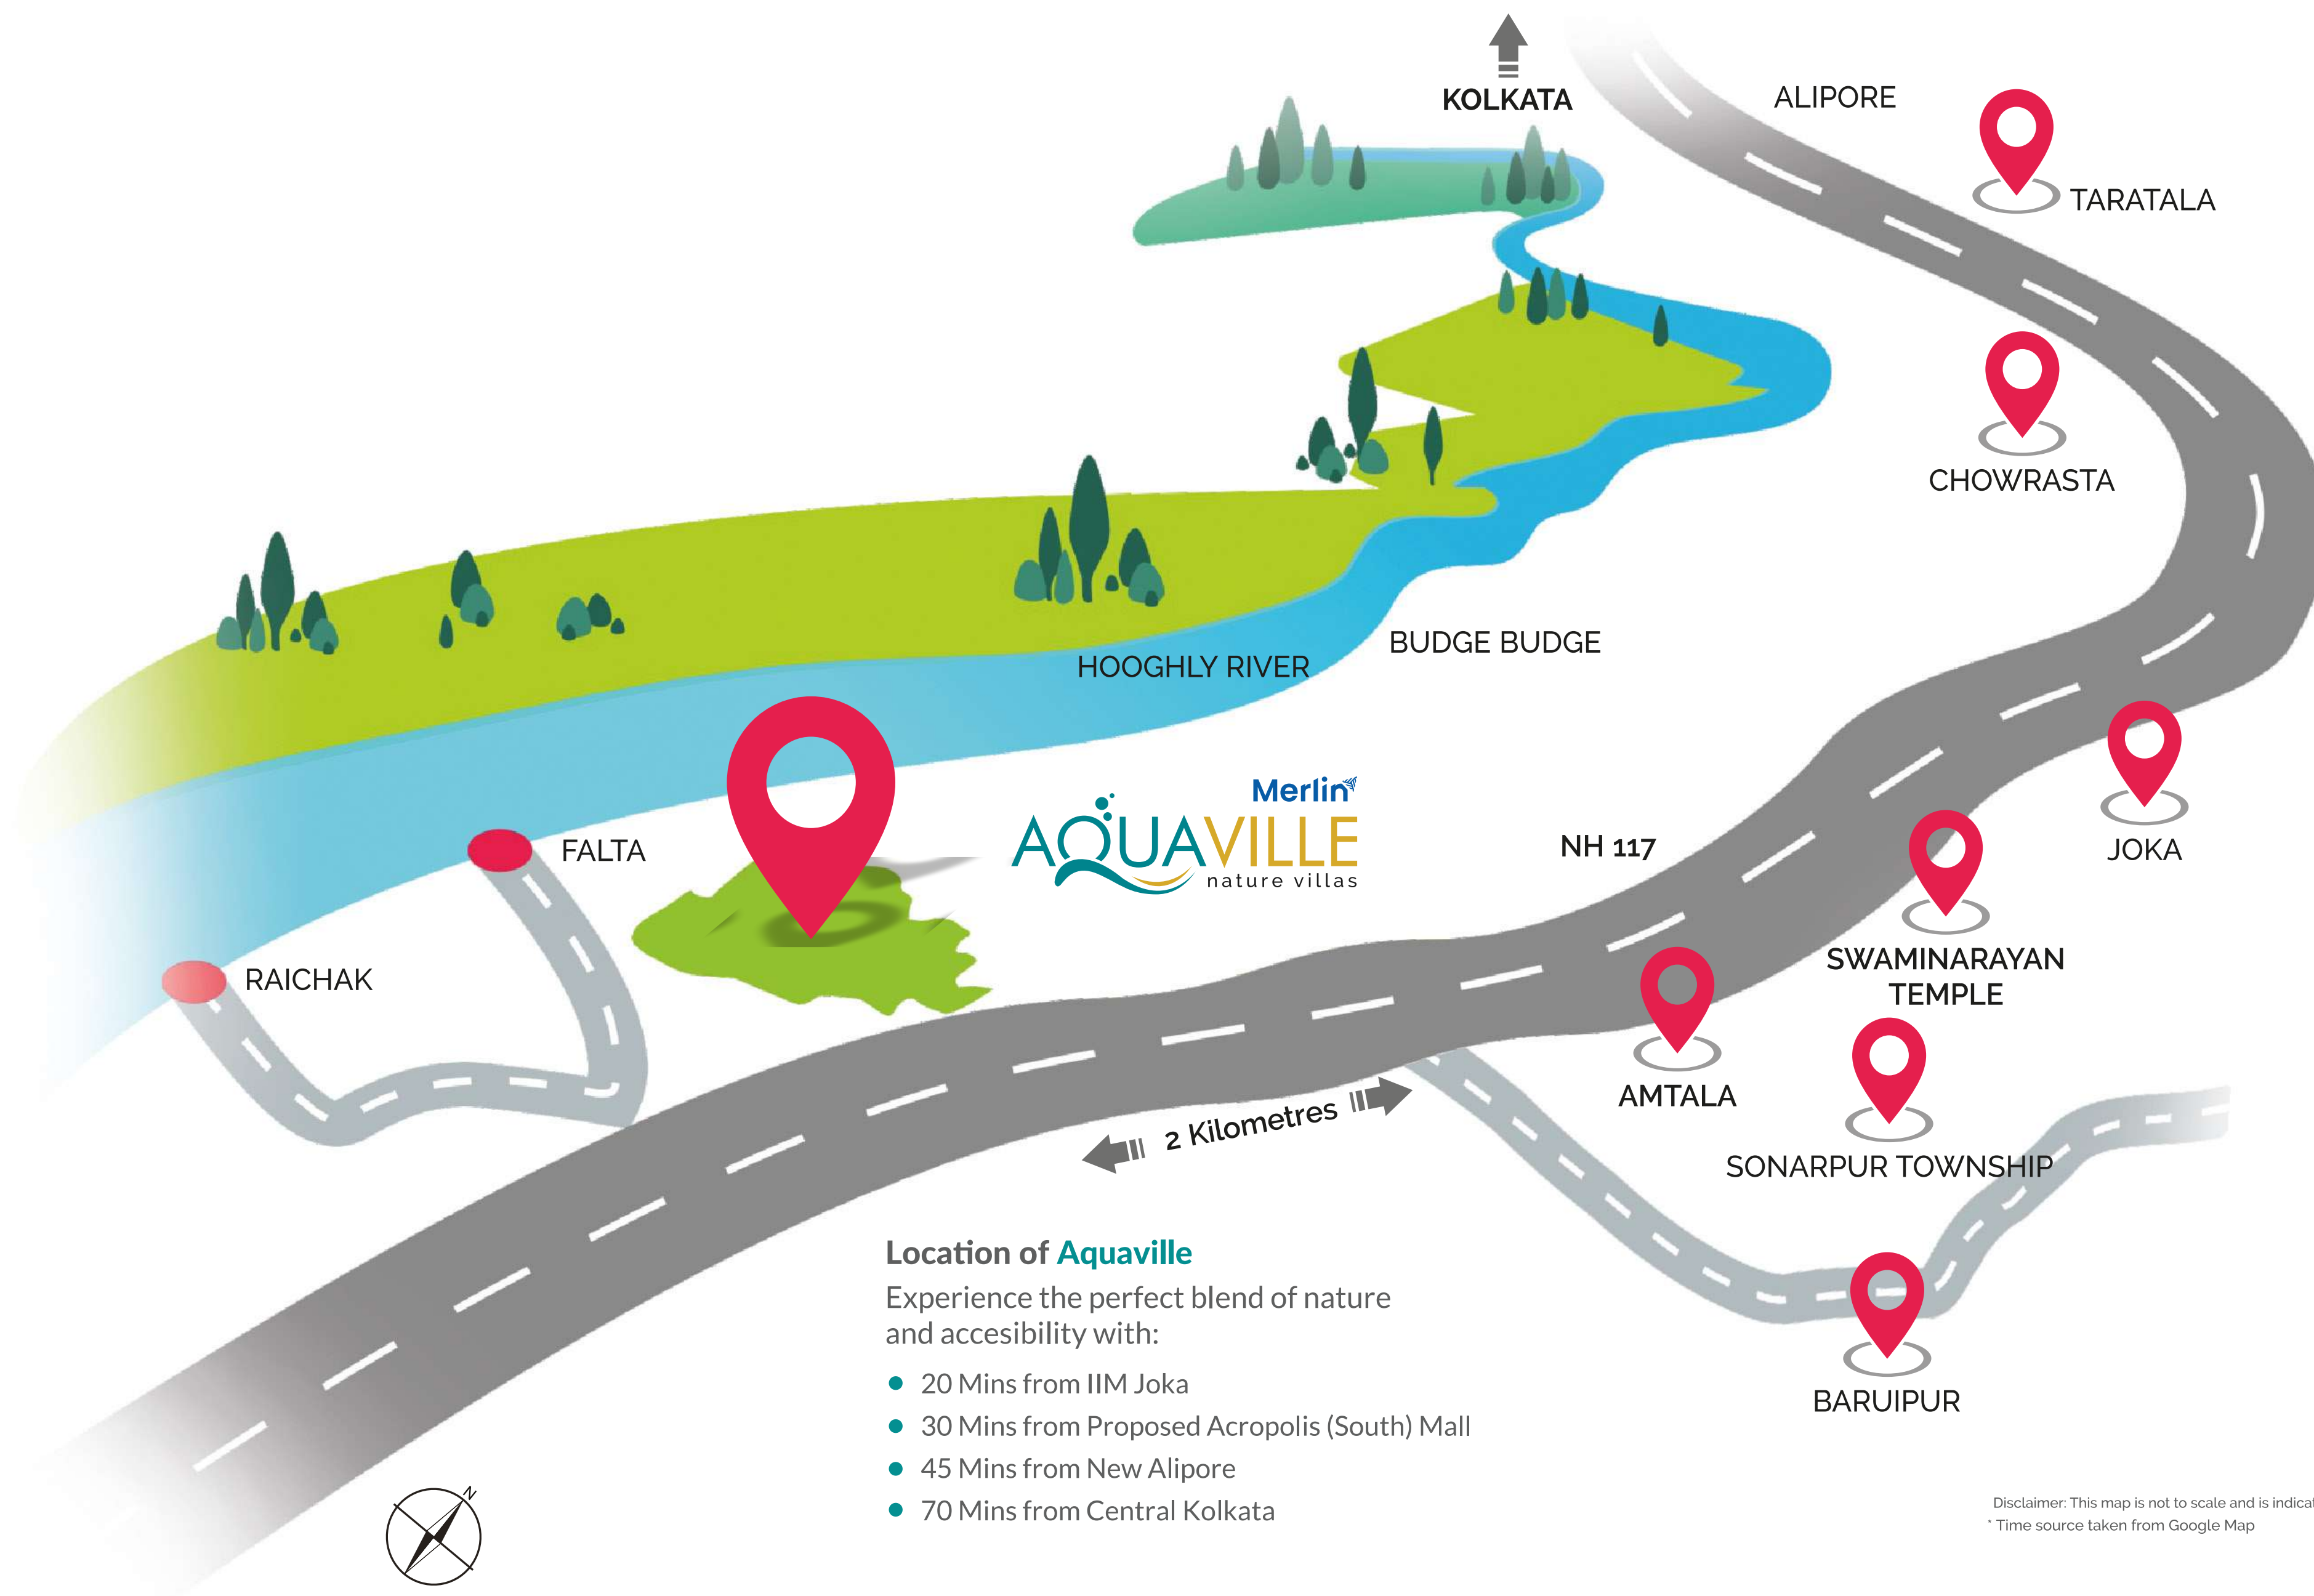 KOLKATA
ALIPORE
TARATALA
CHOWRASTA
BUDGE BUDGE
HOOGHLY RIVER
Merlin
AQUAVILLE
nature villas
NH 117
JOKA
FALTA
RAICHAK
SWAMINARAYAN
TEMPLE
AMTALA
2 Kilometres
SONARPUR TOWNSHIP
BARUIPUR
Location of Aquaville
Experience the perfect blend of nature
and accesibility with:
20 Mins from IIM Joka
30 Mins from Proposed Acropolis (South) Mall
45 Mins from New Alipore
70 Mins from Central Kolkata
N
Disclaimer: This map is not to scale and is
* Time source taken from Google Map